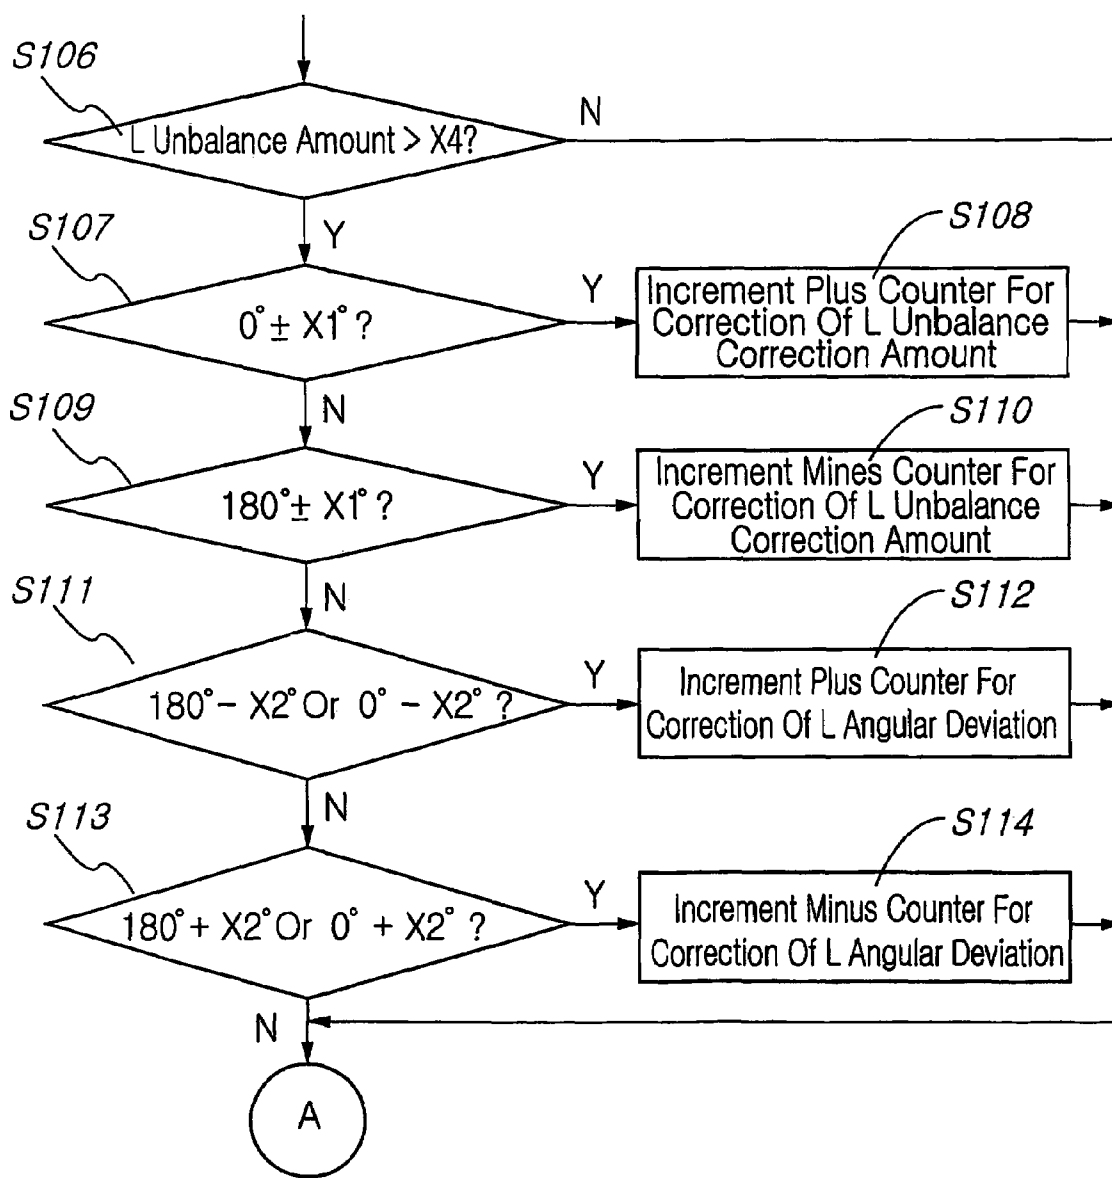 S106
L Unbalance Amount > X4?
N
Y
S107
0° ± X1° ?
Y
S108
Increment Plus Counter For
Correction Of L Unbalance
Correction Amount
N
S109
180° ± X1° ?
Y
S110
Increment Mines Counter For
Correction Of L Unbalance
Correction Amount
N
S111
180° - X2° Or 0° - X2° ?
Y
S112
Increment Plus Counter For
Correction Of L Angular Deviation
N
S113
180° + X2° Or 0° + X2° ?
Y
S114
Increment Minus Counter For
Correction Of L Angular Deviation
N
A